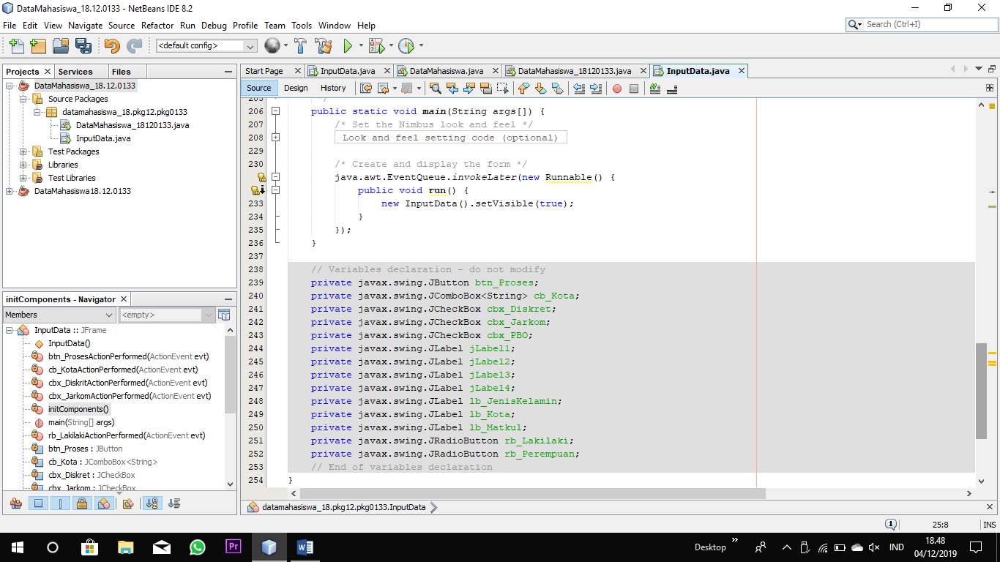 DataMahasiswa_18.12.0133 - NetBeans IDE 8.2
File Edit View Navigate Source Refactor Run Debug Profile Team Tools Window Help
Search (Ctrl+I)
<default config>
Projects Services Files
DataMahasiswa_18.12.0133
Source Packages
datamahasiswa_18.pkg12.pkg0133
DataMahasiswa_18120133.java
InputData.java
Test Packages
Libraries
Test Libraries
DataMahasiswa18.12.0133
initComponents - Navigator
Members <empty>
InputData :: JFrame
InputData()
btn_ProsesActionPerformed(ActionEvent evt)
cb_KotaActionPerformed(ActionEvent evt)
cbx_DiskritActionPerformed(ActionEvent evt)
cbx_JarkomActionPerformed(ActionEvent evt)
initComponents()
main(String[] args)
rb_LakilakiActionPerformed(ActionEvent evt)
btn_Proses : JButton
cb_Kota : JComboBox<String>
cbx_Diskret : JCheckBox
cbx_Jarkom : JCheckBox
Start Page InputData.java DataMahasiswa.java DataMahasiswa_18120133.java InputData.java
Source Design History
205 */
206 public static void main(String args[]) {
207 /* Set the Nimbus look and feel */
208 Look and feel setting code (optional)
229
230 /* Create and display the form */
java.awt.EventQueue.invokeLater(new Runnable() {
public void run() {
233 new InputData().setVisible(true);
234 }
235 });
236 }
237
238 // Variables declaration - do not modify
239 private javax.swing.JButton btn_Proses;
240 private javax.swing.JComboBox<String> cb_Kota;
241 private javax.swing.JCheckBox cbx_Diskret;
242 private javax.swing.JCheckBox cbx_Jarkom;
243 private javax.swing.JCheckBox cbx_PBO;
244 private javax.swing.JLabel jLabel1;
245 private javax.swing.JLabel jLabel2;
246 private javax.swing.JLabel jLabel3;
247 private javax.swing.JLabel jLabel4;
248 private javax.swing.JLabel lb_JenisKelamin;
249 private javax.swing.JLabel lb_Kota;
250 private javax.swing.JLabel lb_Matkul;
251 private javax.swing.JRadioButton rb_Lakilaki;
252 private javax.swing.JRadioButton rb_Perempuan;
253 // End of variables declaration
254 }
datamahasiswa_18.pkg12.pkg0133.InputData
1 25:8 INS
Pr
W
Desktop
IND
18.48
04/12/2019